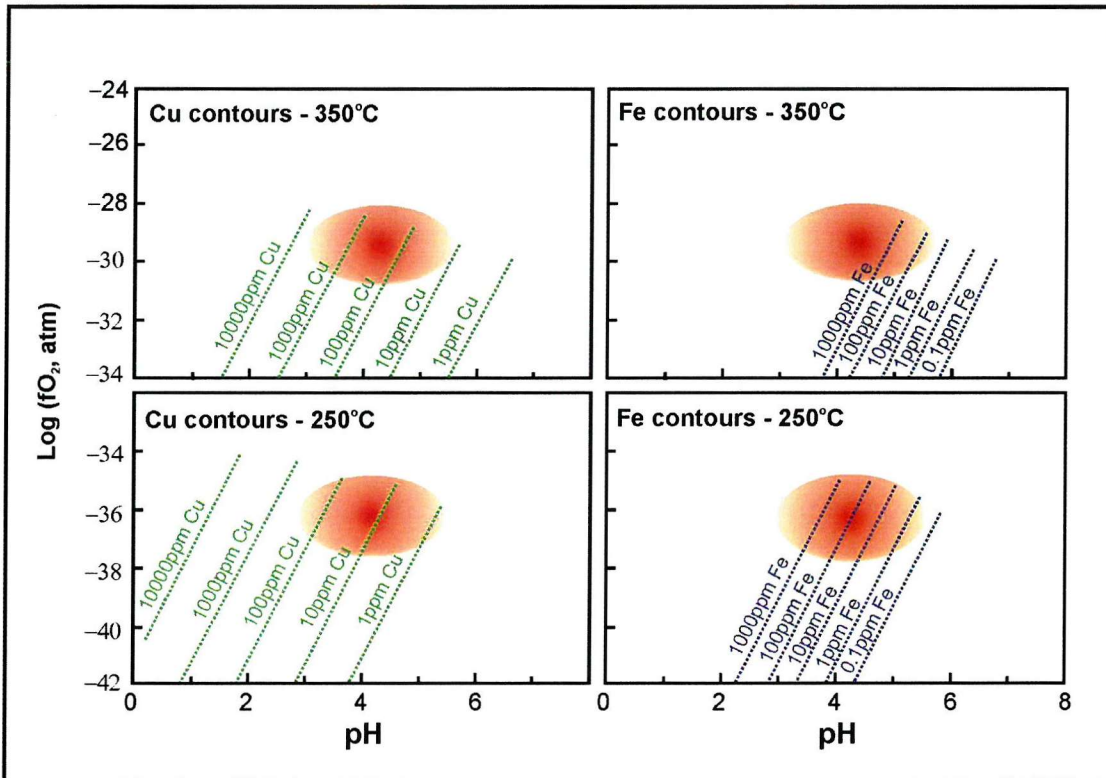 Log (fO₂, atm)
Cu contours - 350°C
–24
–26
–28
–30
–32
–34
10000ppm Cu
1000ppm Cu
100ppm Cu
10ppm Cu
1ppm Cu
Fe contours - 350°C
1000ppm Fe
100ppm Fe
10ppm Fe
1ppm Fe
0.1ppm Fe
Cu contours - 250°C
–34
–36
–38
–40
–42
10000ppm Cu
1000ppm Cu
100ppm Cu
10ppm Cu
1ppm Cu
0 2 4 6
pH
Fe contours - 250°C
1000ppm Fe
100ppm Fe
10ppm Fe
1ppm Fe
0.1ppm Fe
0 2 4 6 8
pH